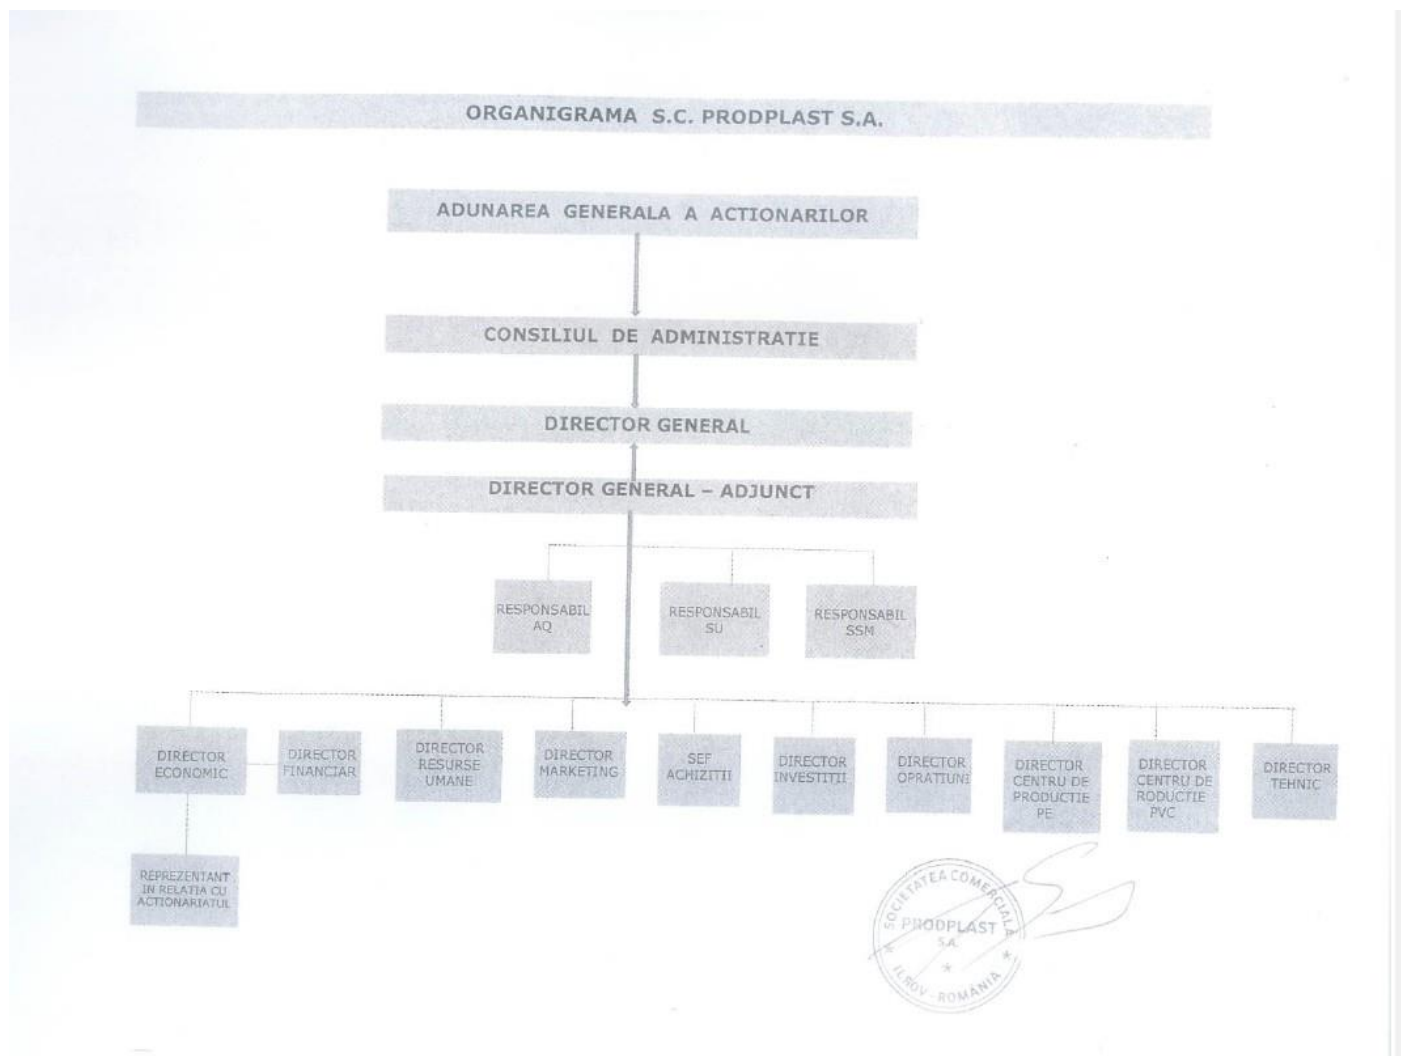 ORGANIGRAMA S.C. PRODPLAST S.A.
ADUNAREA GENERALA A ACTIONARILOR
CONSILIUL DE ADMINISTRATIE
DIRECTOR GENERAL
DIRECTOR GENERAL – ADJUNCT
RESPONSABIL
AQ
RESPONSABIL
SU
RESPONSABIL
SSM
DIRECTOR
ECONOMIC
DIRECTOR
FINANCIAR
DIRECTOR
RESURSE
UMANE
DIRECTOR
MARKETING
SEF
ACHIZITII
DIRECTOR
INVESTITII
DIRECTOR
OPRATIUNI
DIRECTOR
CENTRU DE
PRODUCTIE
PE
DIRECTOR
CENTRU DE
RODUCTIE
PVC
DIRECTOR
TEHNIC
REPREZENTANT
IN RELATIA CU
ACTIONARIATUL
SOCIETATEA COMERCIALA
PRODPLAST
S.A.
ILFOV - ROMANIA